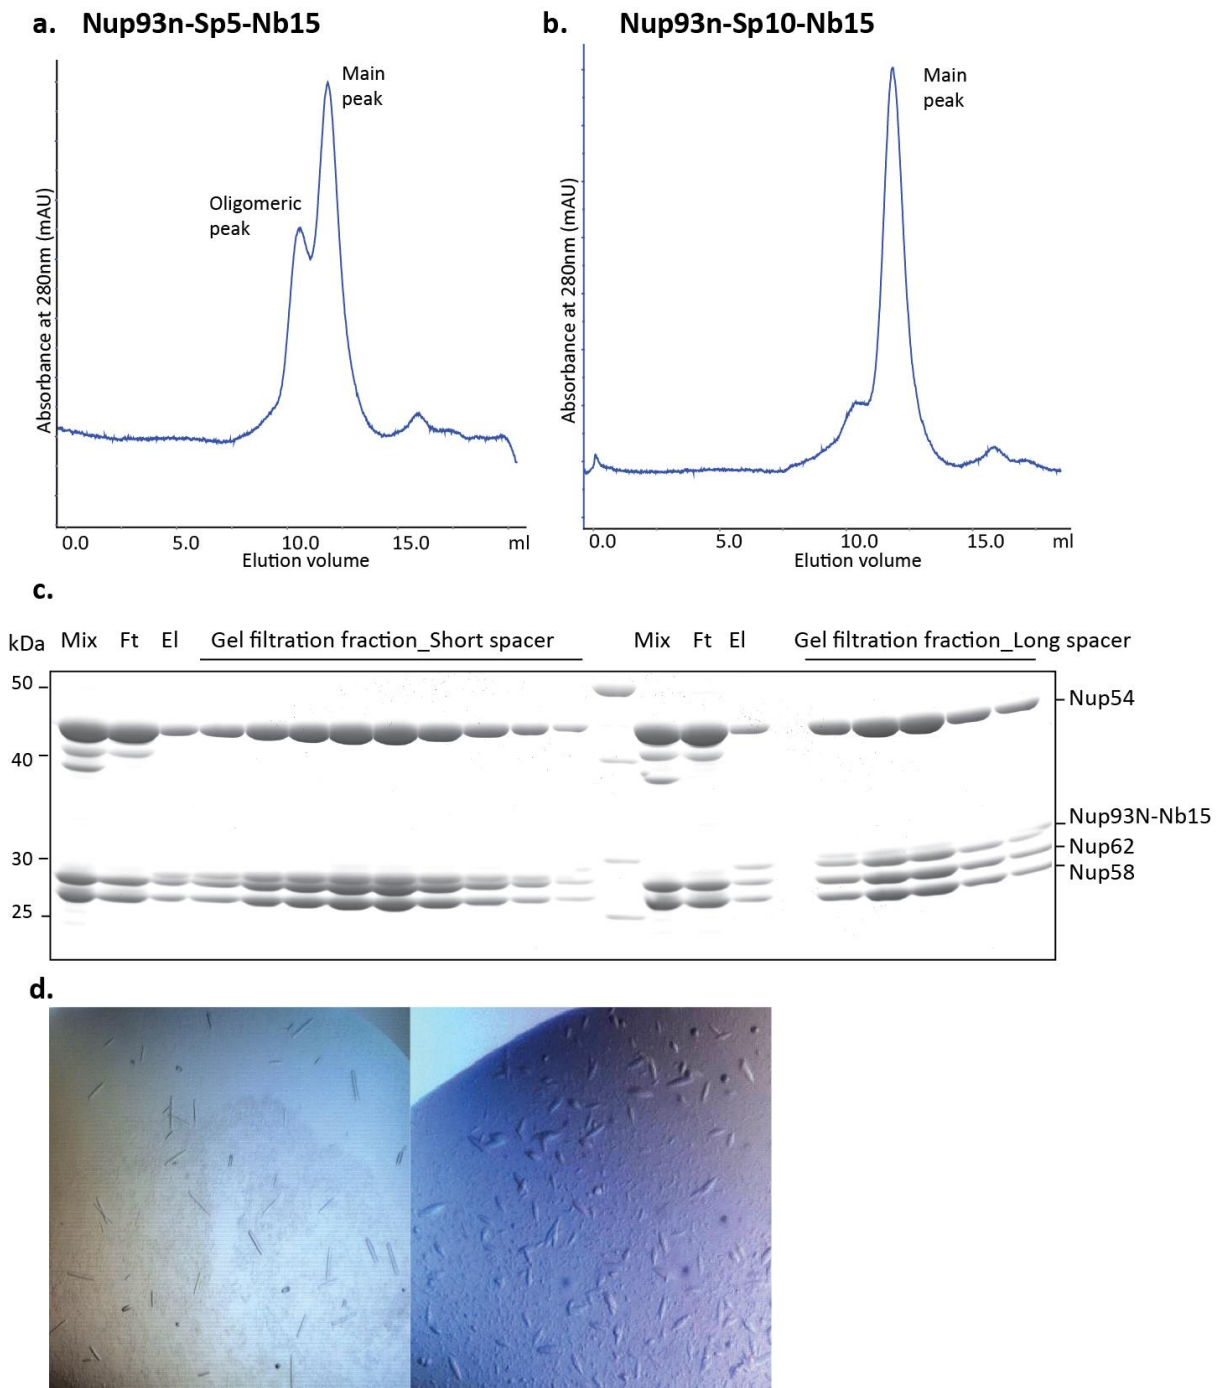 a. Nup93n-Sp5-Nb15
b. Nup93n-Sp10-Nb15
Main
peak
Oligomeric
peak
Absorbance at 280nm (mAU)
0.0 5.0 10.0 15.0 ml
Elution volume
Main
peak
Absorbance at 280nm (mAU)
0.0 5.0 10.0 15.0 ml
Elution volume
c.
kDa Mix Ft El Gel filtration fraction_Short spacer Mix Ft El Gel filtration fraction_Long spacer
50
40
30
25
Nup54
Nup93N-Nb15
Nup62
Nup58
d.